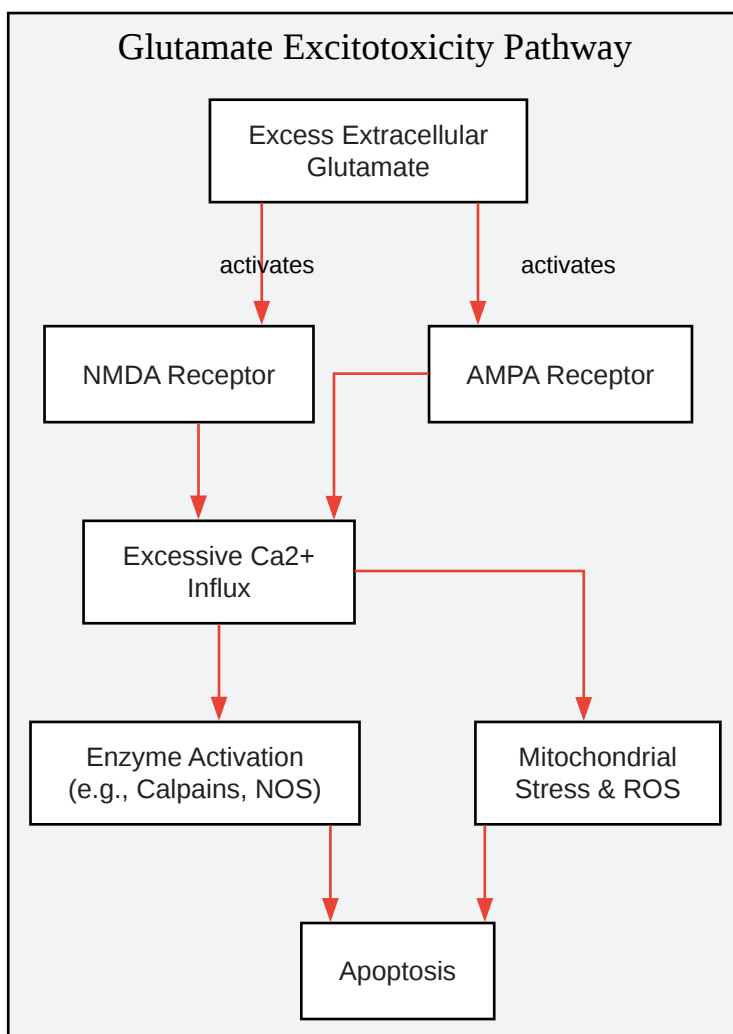 Glutamate Excitotoxicity Pathway
Excess Extracellular
Glutamate
activates
activates
NMDA Receptor
AMPA Receptor
Excessive Ca2+
Influx
Enzyme Activation
(e.g., Calpains, NOS)
Mitochondrial
Stress & ROS
Apoptosis